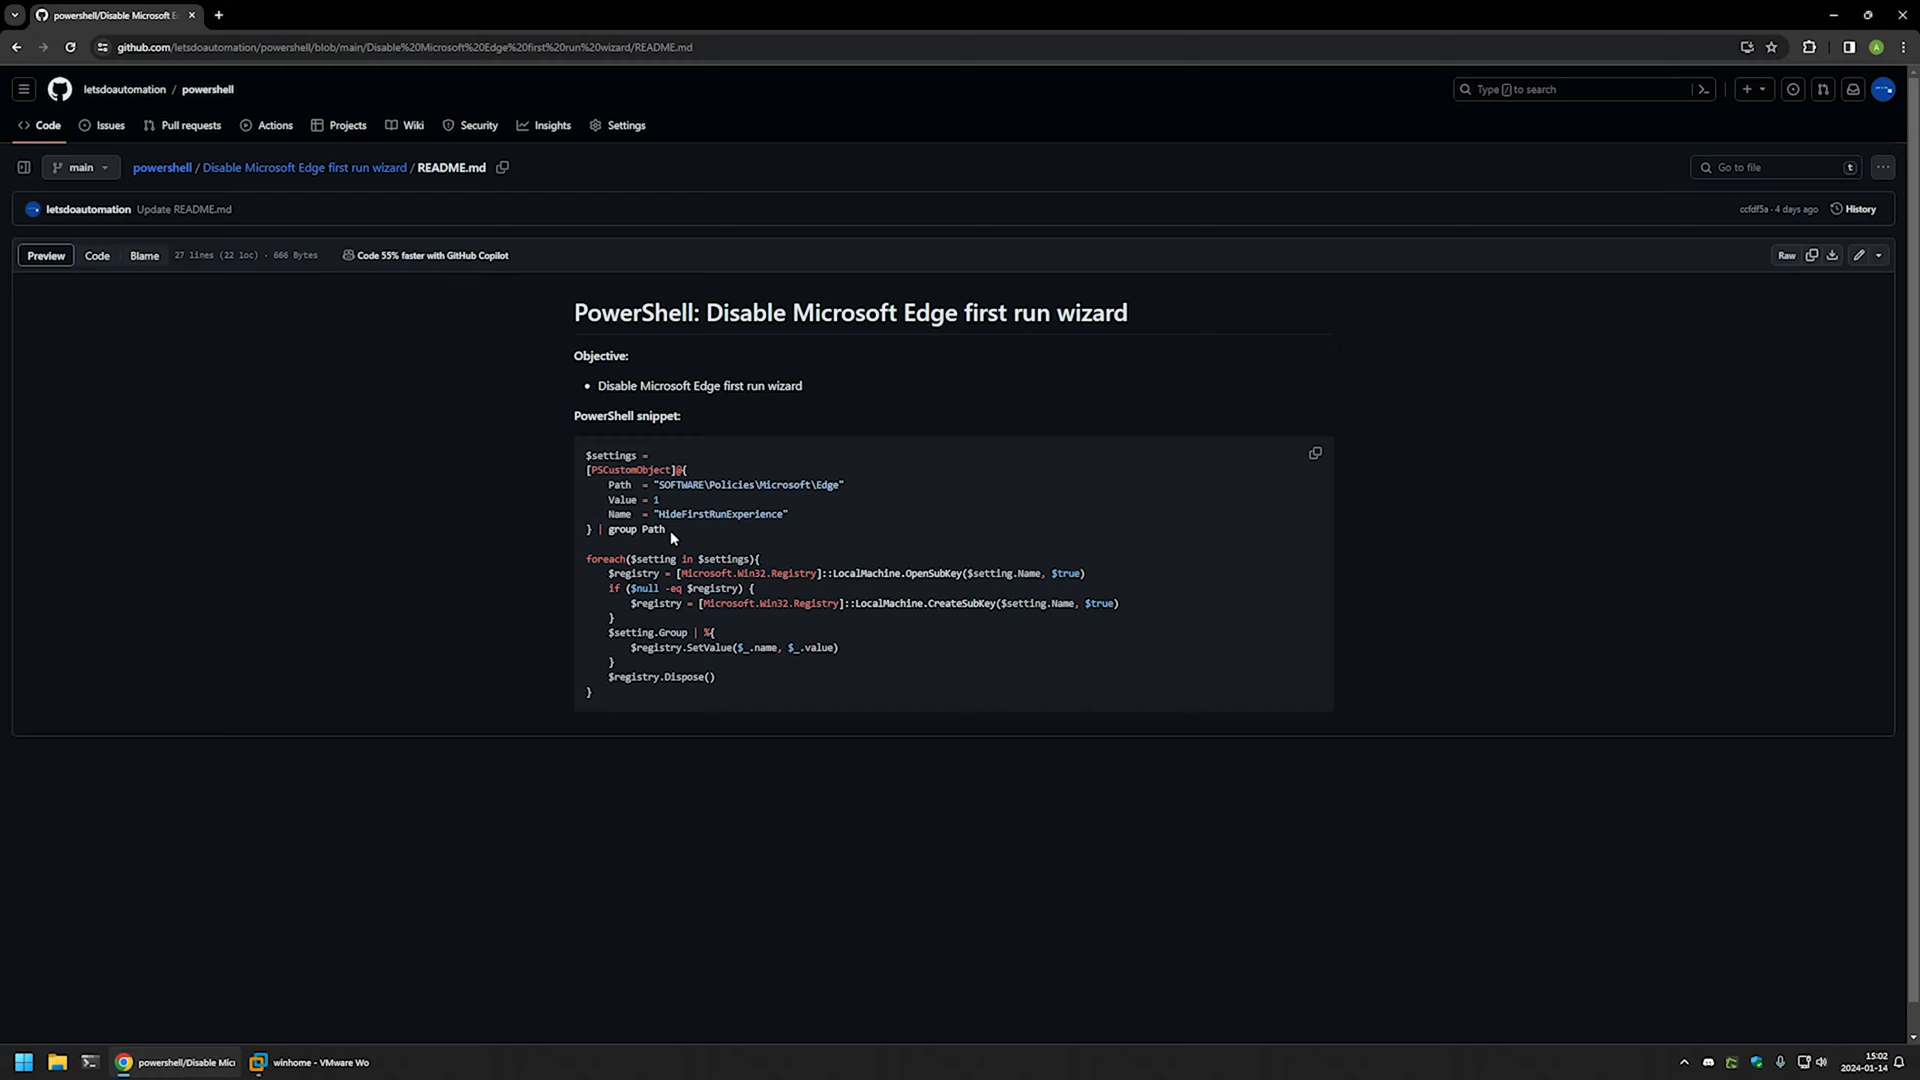 powershell/Disable Microsoft E
github.com/letsdoautomation/powershell/blob/main/Disable%20Microsoft%20Edge%20first%20run%20wizard/README.md
A
letsdoautomation / powershell
Type / to search
Code Issues Pull requests Actions Projects Wiki Security Insights Settings
main powershell / Disable Microsoft Edge first run wizard / README.md
Go to file t
letsdoautomation Update README.md
ccfdf5a · 4 days ago History
Preview Code Blame 27 lines (22 loc) · 666 Bytes Code 55% faster with GitHub Copilot
Raw
PowerShell: Disable Microsoft Edge first run wizard
Objective:
• Disable Microsoft Edge first run wizard
PowerShell snippet:
$settings =
[PSCustomObject]@{
Path = "SOFTWARE\Policies\Microsoft\Edge"
Value = 1
Name = "HideFirstRunExperience"
} | group Path
foreach($setting in $settings){
$registry = [Microsoft.Win32.Registry]::LocalMachine.OpenSubKey($setting.Name, $true)
if ($null -eq $registry) {
$registry = [Microsoft.Win32.Registry]::LocalMachine.CreateSubKey($setting.Name, $true)
}
$setting.Group | %{
$registry.SetValue($_.name, $_.value)
}
$registry.Dispose()
}
powershell/Disable Mic
winhome - VMware Wo
15:02
2024-01-14